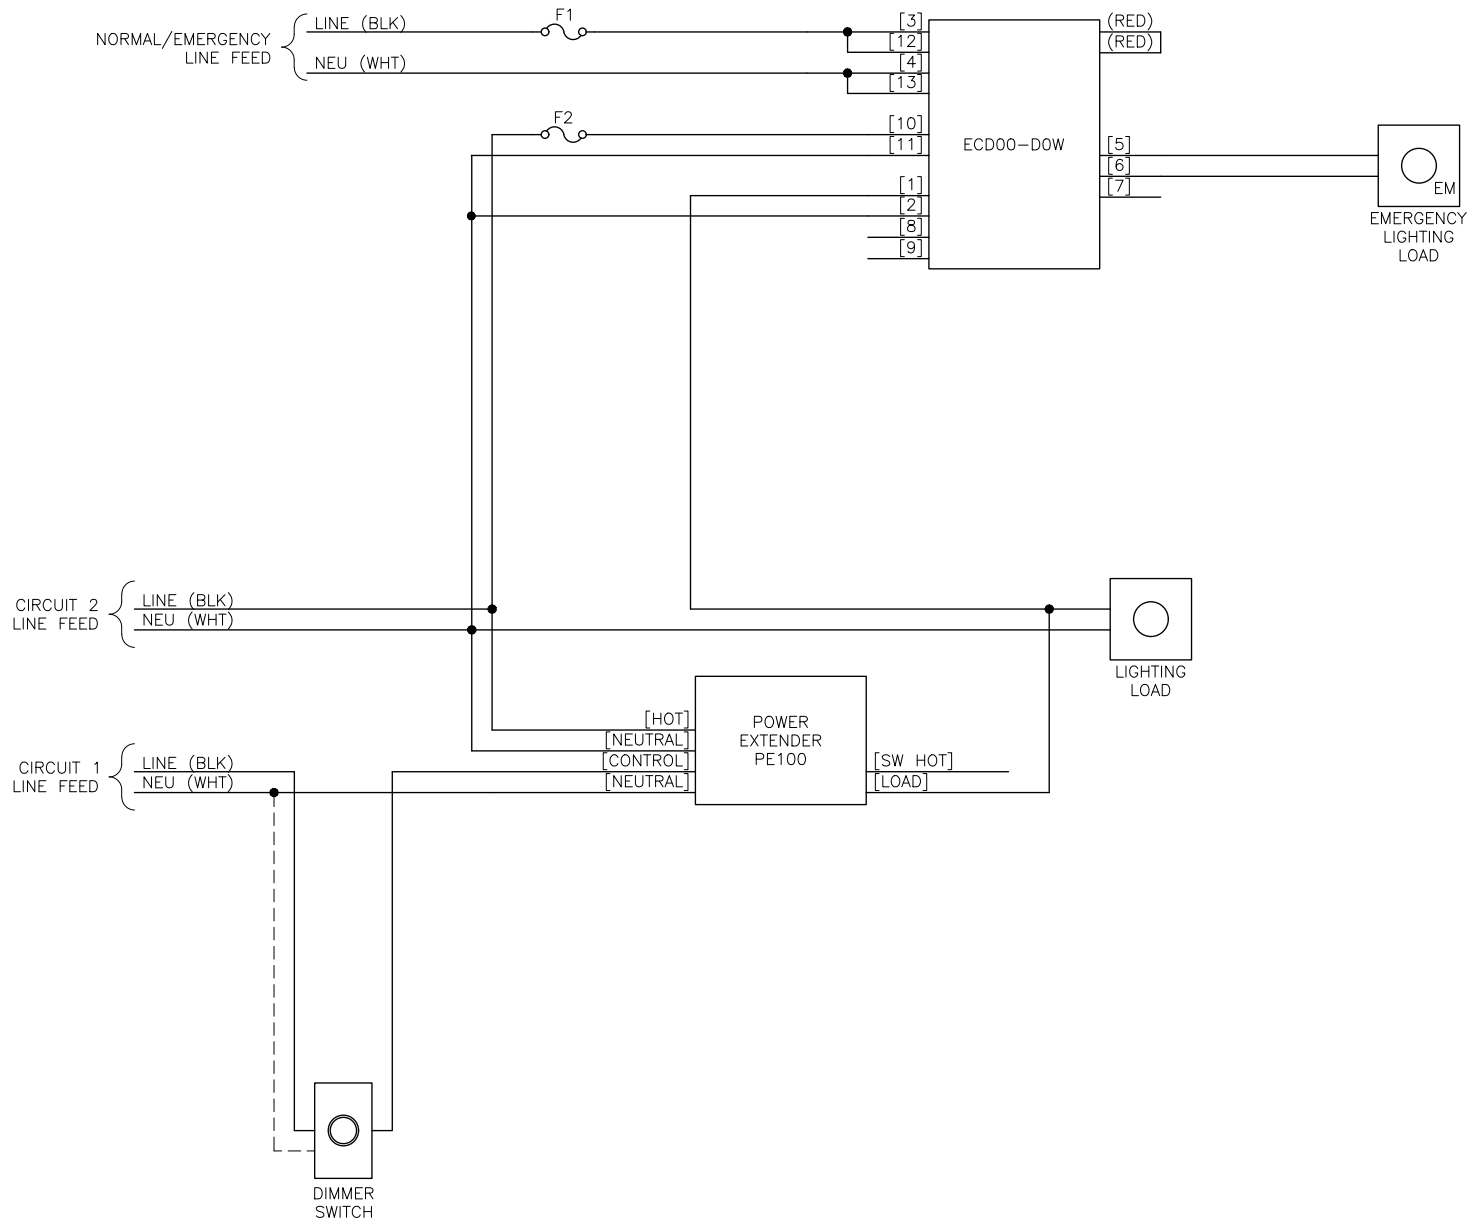 F1
LINE (BLK)
NORMAL/EMERGENCY
LINE FEED
NEU (WHT)
[3]
[12]
[4]
[13]
(RED)
(RED)
F2
[10]
[11]
ECD00-DOW
[5]
[6]
[7]
[1]
[2]
[8]
[9]
EM
EMERGENCY
LIGHTING
LOAD
CIRCUIT 2
LINE FEED
LINE (BLK)
NEU (WHT)
LIGHTING
LOAD
[HOT]
[NEUTRAL]
[CONTROL]
[NEUTRAL]
POWER
EXTENDER
PE100
[SW HOT]
[LOAD]
CIRCUIT 1
LINE FEED
LINE (BLK)
NEU (WHT)
DIMMER
SWITCH